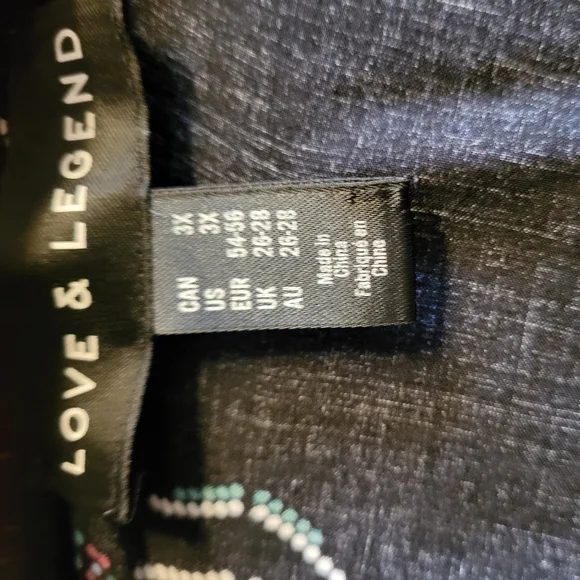 LOVE & LEGEND
CAN 3X
US 3X
EUR 54-56
UK 26-28
AU 26-28
Made in
China
Fabriqué en
Chine